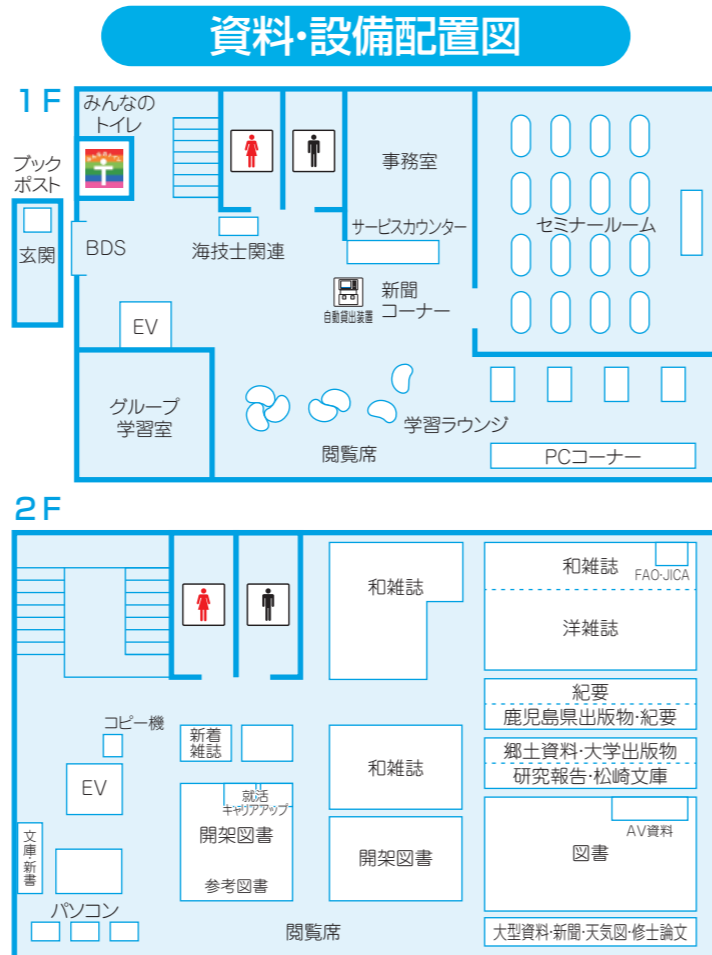 資料・設備配置図
1F
みんなの
トイレ
ブック
ポスト
玄関
BDS
海技士関連
事務室
サービスカウンター
セミナールーム
自動貸出装置
新聞
コーナー
EV
グループ
学習室
学習ラウンジ
閲覧席
PCコーナー
2F
和雑誌
和雑誌
FAO・JICA
洋雑誌
紀要
鹿児島県出版物・紀要
コピー機
新着
雑誌
和雑誌
郷土資料・大学出版物
研究報告・松崎文庫
EV
就活
キャリアアップ
開架図書
参考図書
開架図書
AV資料
図書
文庫・新書
パソコン
閲覧席
大型資料・新聞・天気図・修士論文